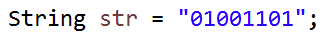 String str = "01001101";